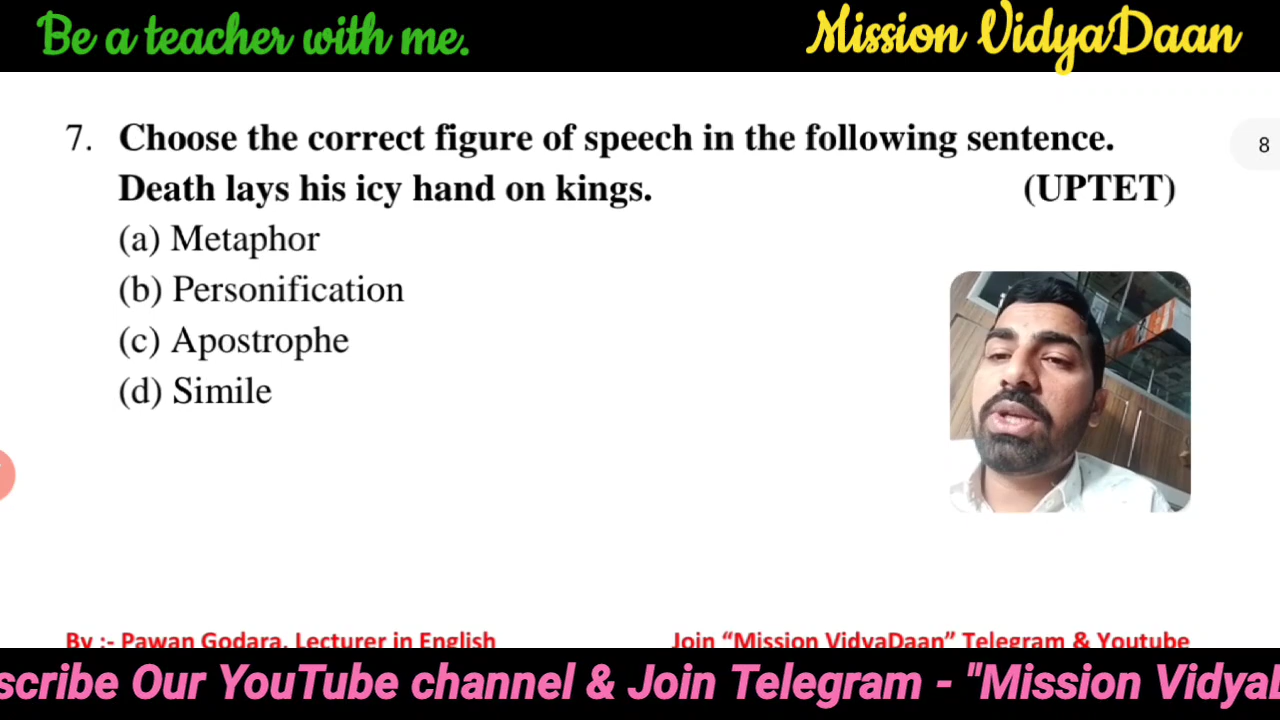 Be a teacher with me.
Mission VidyaDaan
7. Choose the correct figure of speech in the following sentence.
8
Death lays his icy hand on kings. (UPTET)
(a) Metaphor
(b) Personification
(c) Apostrophe
(d) Simile
By :- Pawan Godara, Lecturer in English
Join “Mission VidyaDaan” Telegram & Youtube
scribe Our YouTube channel & Join Telegram - "Mission Vidya